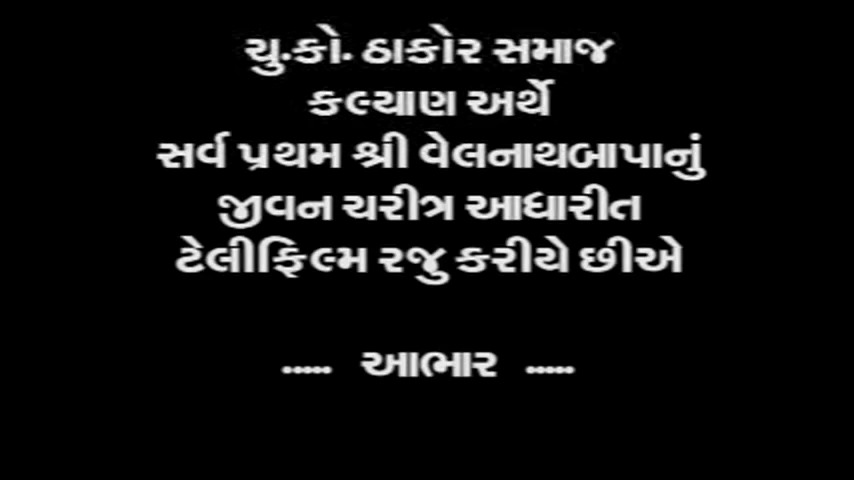 ચુ.કો. ઠાકોર સમાજ
કલ્યાણ અર્થે
સર્વ પ્રથમ શ્રી વેલનાથબાપાનું
જીવન ચરીત્ર આધારીત
ટેલીફિલ્મ રજુ કરીયે છીએ
..... આભાર .....